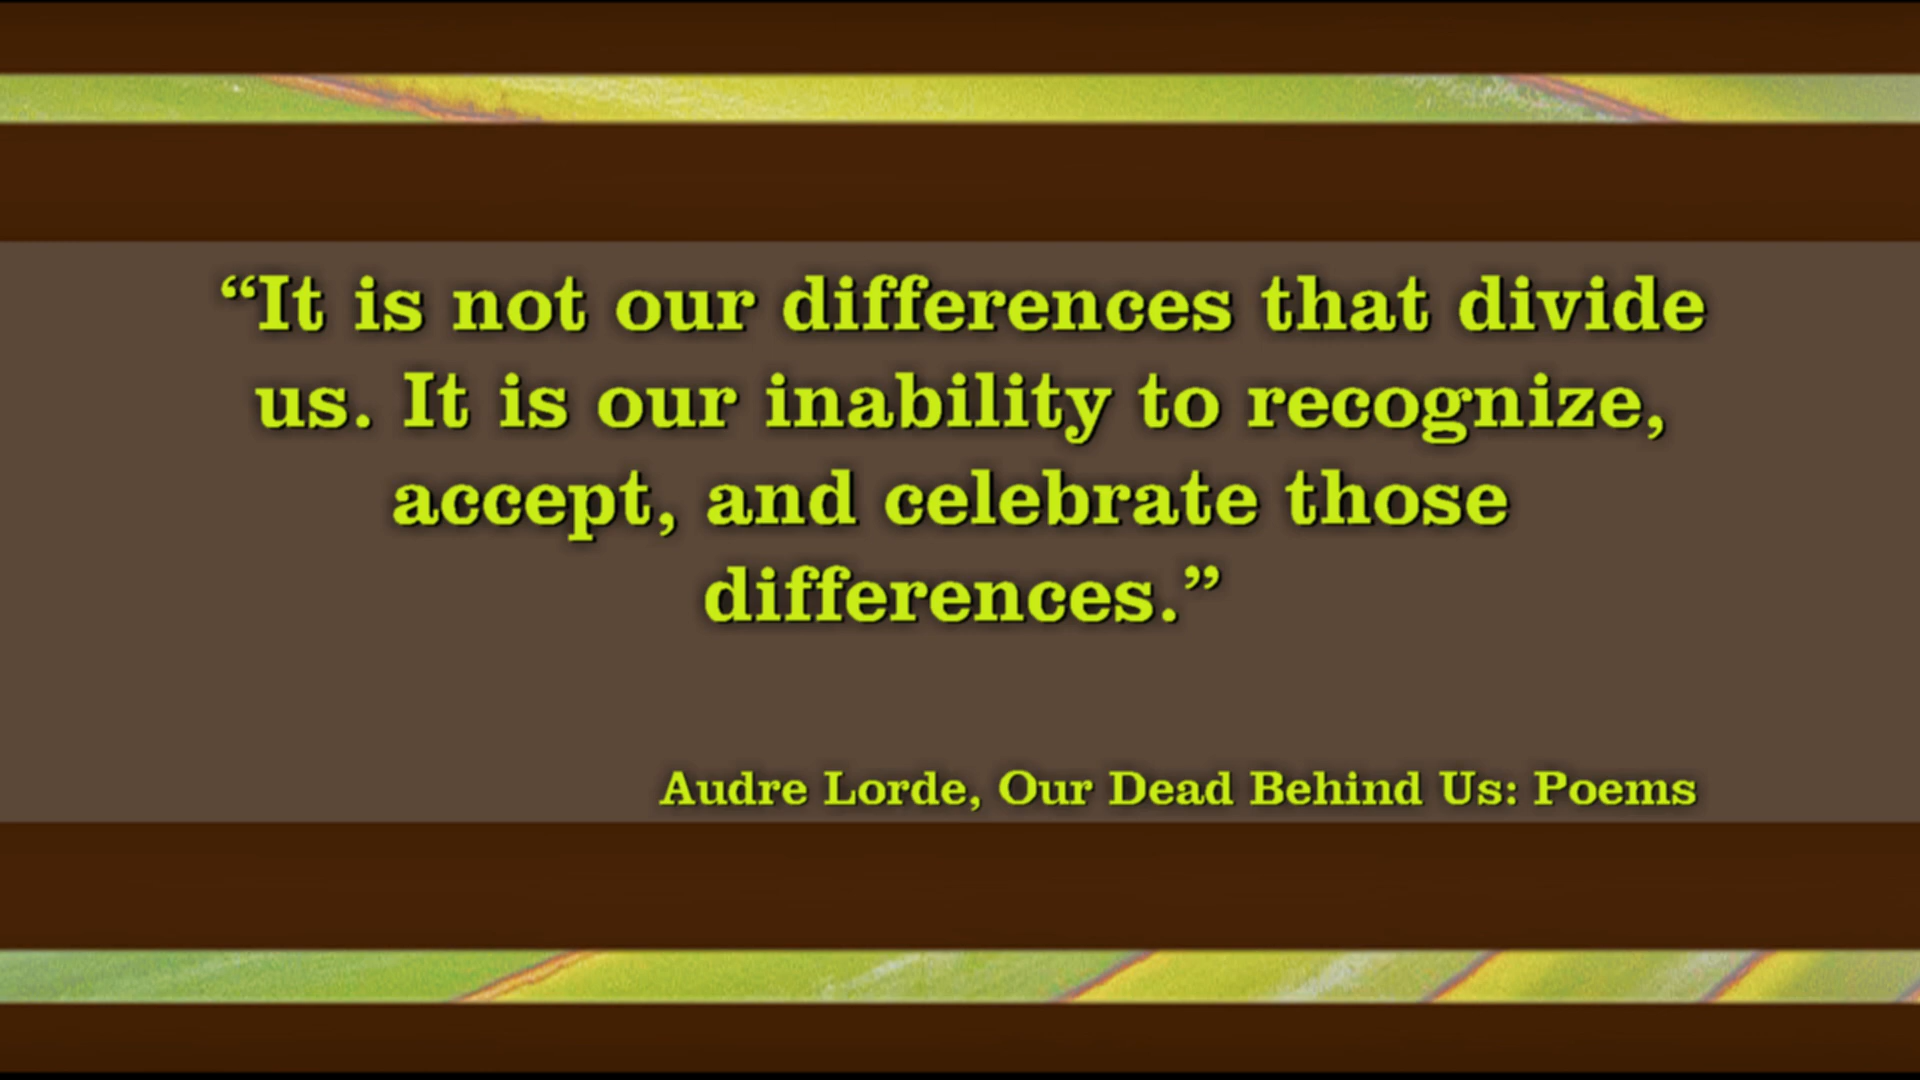 “It is not our differences that divide
us. It is our inability to recognize,
accept, and celebrate those
differences.”
Audre Lorde, Our Dead Behind Us: Poems